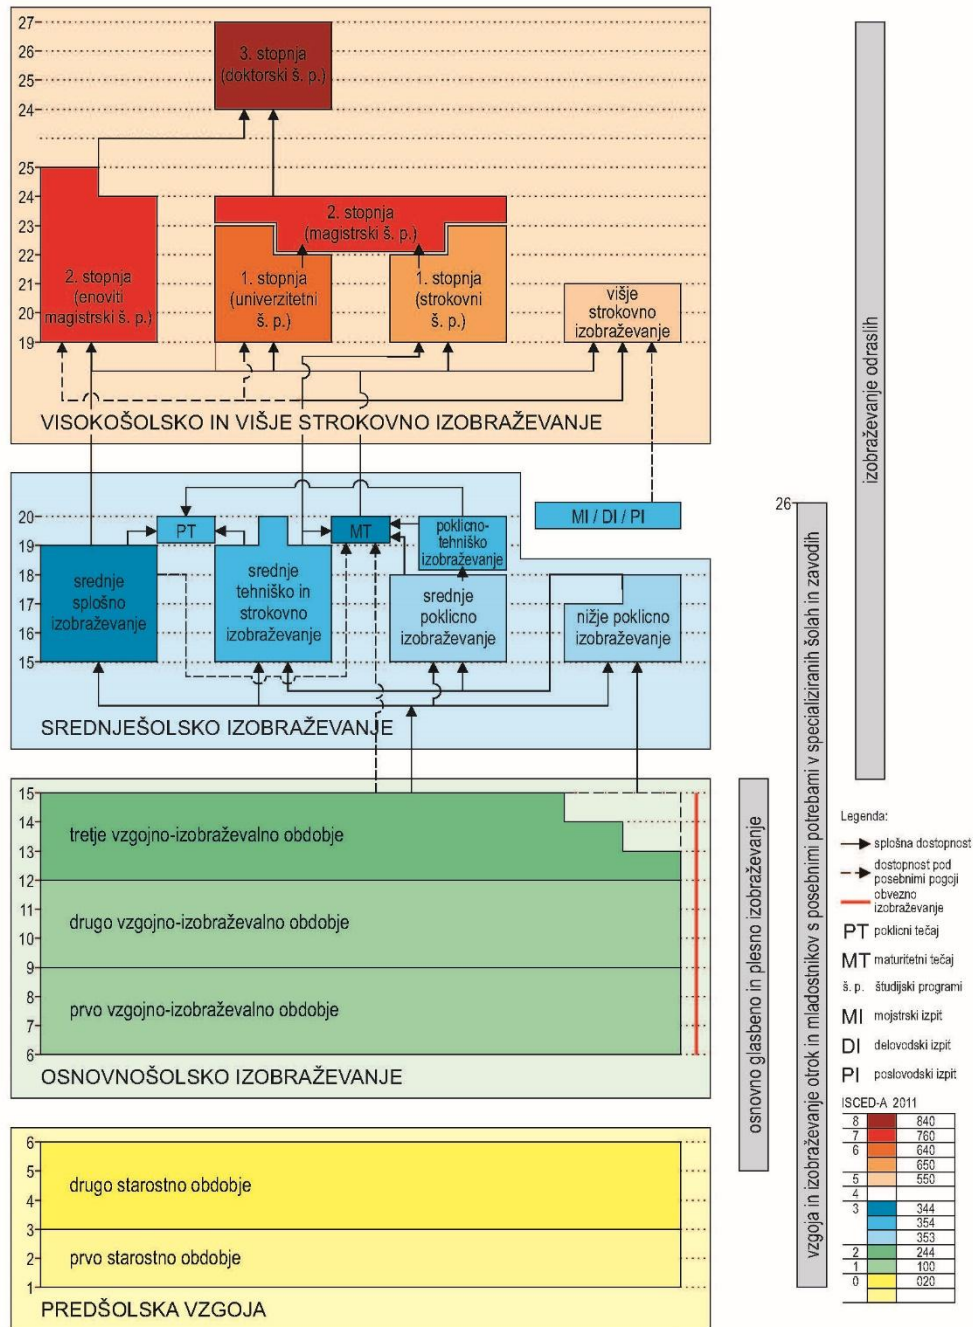 27
26
25
24
25
24
23
22
21
20
19
3. stopnja
(doktorski š. p.)
2. stopnja
(magistrski š. p.)
2. stopnja
(enoviti
magistrski š. p.)
1. stopnja
(univerzitetni
š. p.)
1. stopnja
(strokovni
š. p.)
višje
strokovno
izobraževanje
VISOKOŠOLSKO IN VIŠJE STROKOVNO IZOBRAŽEVANJE
20
19
18
17
16
15
PT
MT
poklicno-
tehniško
izobraževanje
MI / DI / PI
srednje
splošno
izobraževanje
srednje
tehniško in
strokovno
izobraževanje
srednje
poklicno
izobraževanje
nižje poklicno
izobraževanje
SREDNJEŠOLSKO IZOBRAŽEVANJE
15
14
13
12
11
10
9
8
7
6
tretje vzgojno-izobraževalno obdobje
drugo vzgojno-izobraževalno obdobje
prvo vzgojno-izobraževalno obdobje
OSNOVNOŠOLSKO IZOBRAŽEVANJE
6
5
4
3
2
1
drugo starostno obdobje
prvo starostno obdobje
PREDŠOLSKA VZGOJA
osnovno glasbeno in plesno izobraževanje
26
vzgoja in izobraževanje otrok in mladostnikov s posebnimi potrebami v specializiranih šolah in zavodih
izobraževanje odraslih
Legenda:
splošna dostopnost
dostopnost pod
posebnimi pogoji
obvezno
izobraževanje
PT poklicni tečaj
MT maturitetni tečaj
š. p. študijski programi
MI mojstrski izpit
DI delovodski izpit
PI poslovodski izpit
ISCED-A 2011
8 840
7 760
6 640
650
5 550
4
3 344
354
353
2 244
1 100
0 020